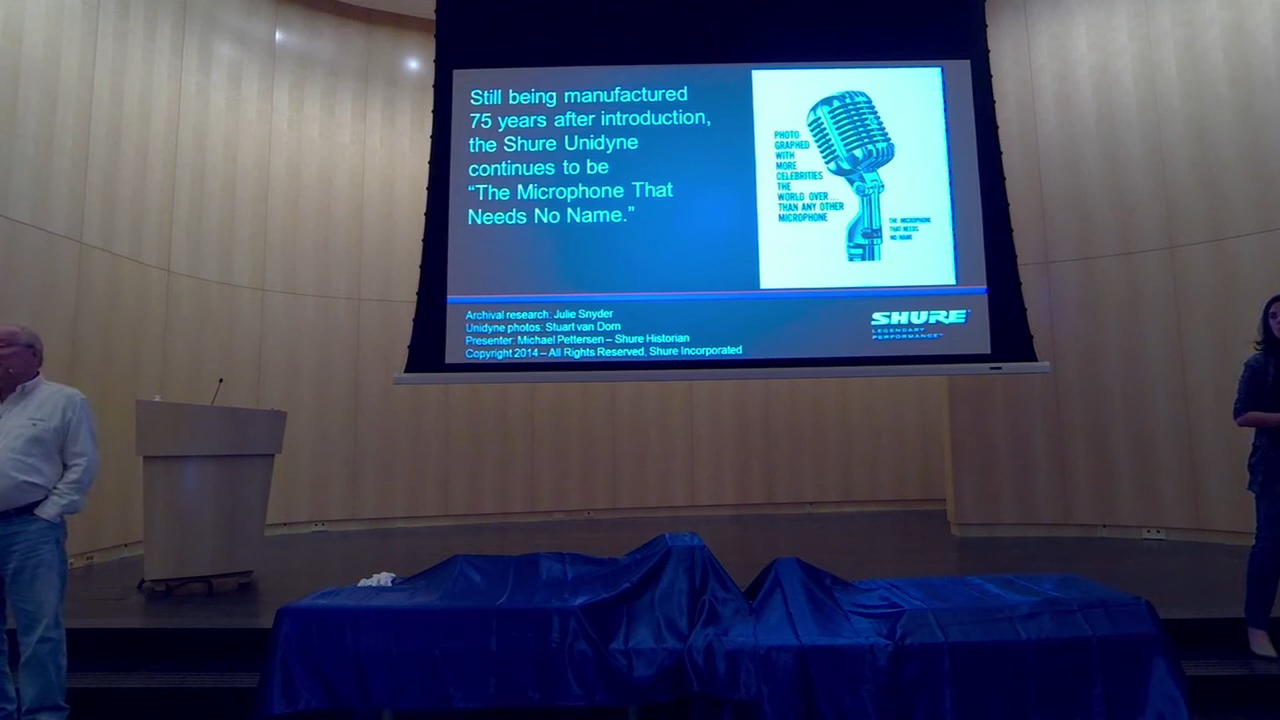 Still being manufactured
75 years after introduction,
the Shure Unidyne
continues to be
“The Microphone That
Needs No Name.”
PHOTO-
GRAPHED
WITH
MORE
CELEBRITIES
THE
WORLD OVER...
THAN ANY OTHER
MICROPHONE
THE MICROPHONE
THAT NEEDS
NO NAME
Archival research: Julie Snyder
Unidyne photos: Stuart van Dorn
Presenter: Michael Pettersen – Shure Historian
Copyright 2014 – All Rights Reserved, Shure Incorporated
SHURE
LEGENDARY
PERFORMANCE™